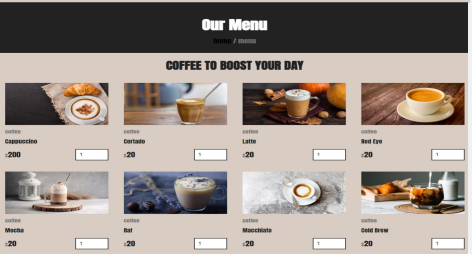 Our Menu
home / menu
COFFEE TO BOOST YOUR DAY
coffee coffee coffee coffee
Cappuccino Cortado Latte Red Eye
$200 1 $20 1 $20 1 $20 1
coffee coffee coffee coffee
Mocha Raf Macchiato Cold Brew
$20 1 $20 1 $20 1 $20 1